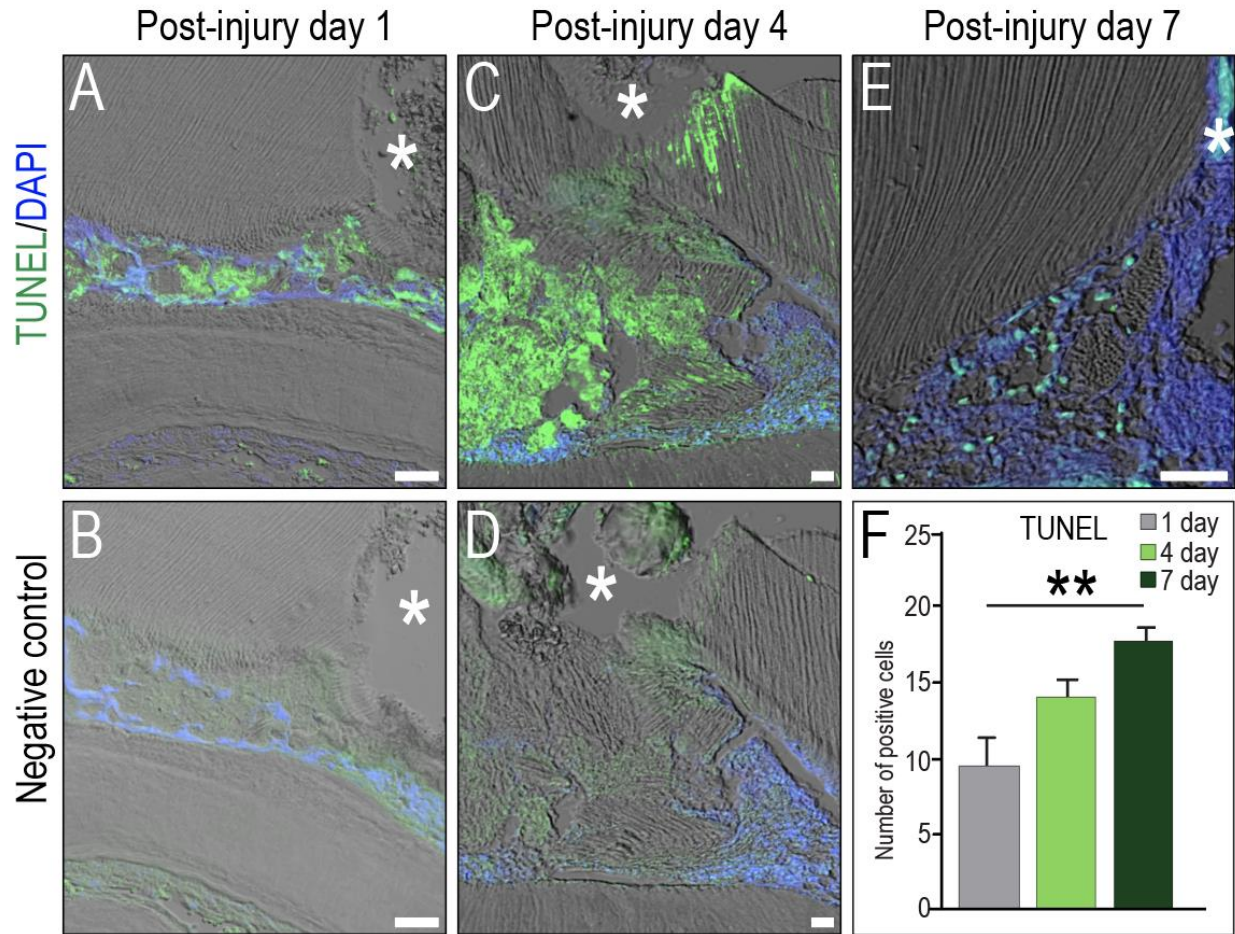 Post-injury day 1
Post-injury day 4
Post-injury day 7
TUNEL/DAPI
A
*
C
*
E
*
Negative control
B
*
D
*
F
TUNEL
1 day
4 day
7 day
**
Number of positive cells
25
20
15
10
5
0